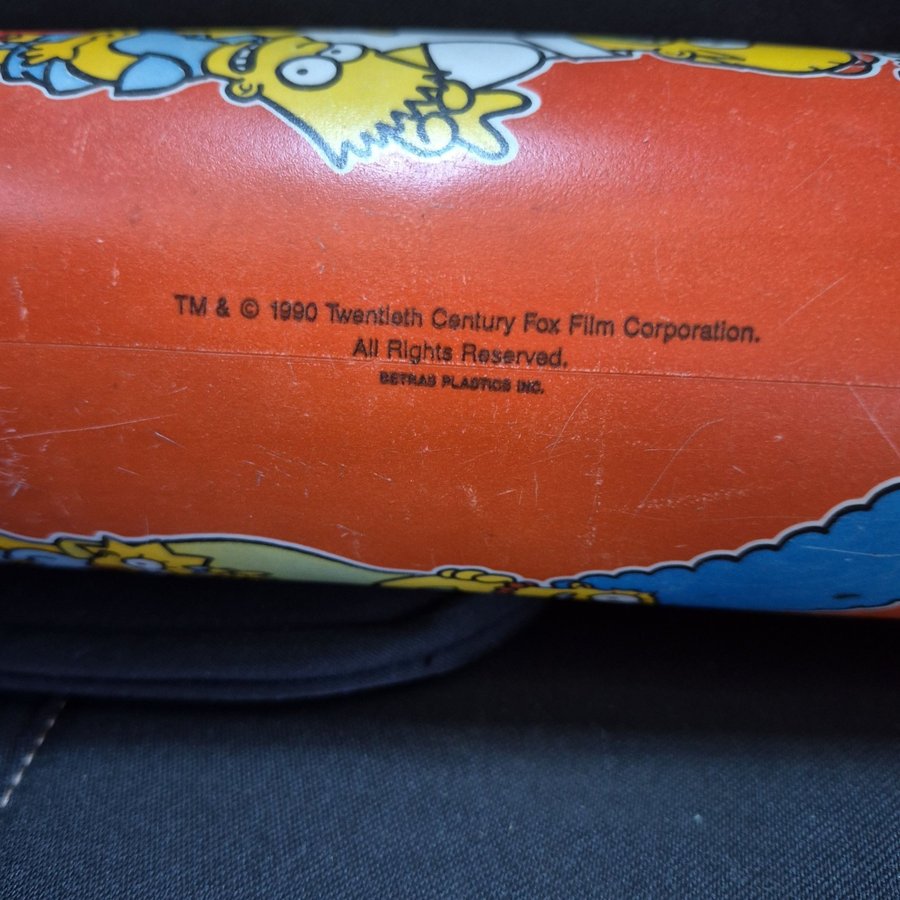 TM & © 1990 Twentieth Century Fox Film Corporation.
All Rights Reserved.
BETRAS PLASTICS INC.